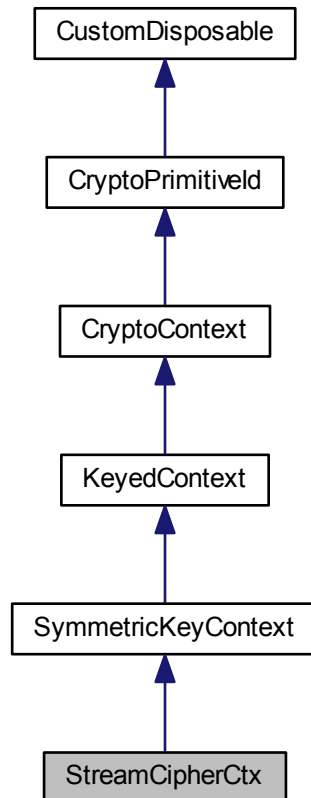 CustomDisposable
CryptoPrimitiveId
CryptoContext
KeyedContext
SymmetricKeyContext
StreamCipherCtx